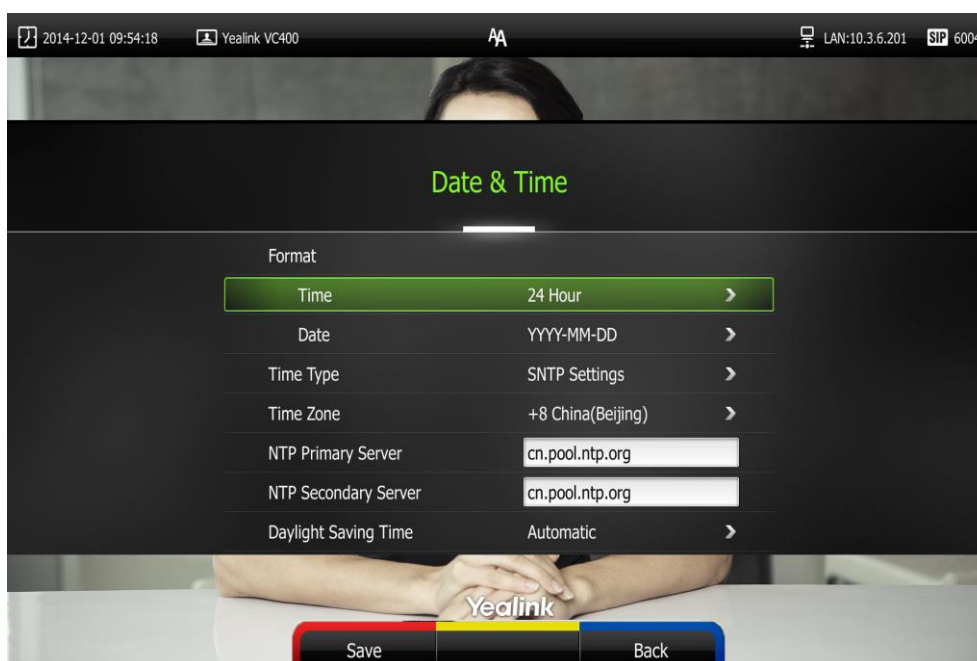 2014-12-01 09:54:18 Yealink VC400 AA LAN:10.3.6.201 SIP 6004
Date & Time
Format
Time 24 Hour
Date YYYY-MM-DD
Time Type SNTP Settings
Time Zone +8 China(Beijing)
NTP Primary Server cn.pool.ntp.org
NTP Secondary Server cn.pool.ntp.org
Daylight Saving Time Automatic
Yealink
Save Back